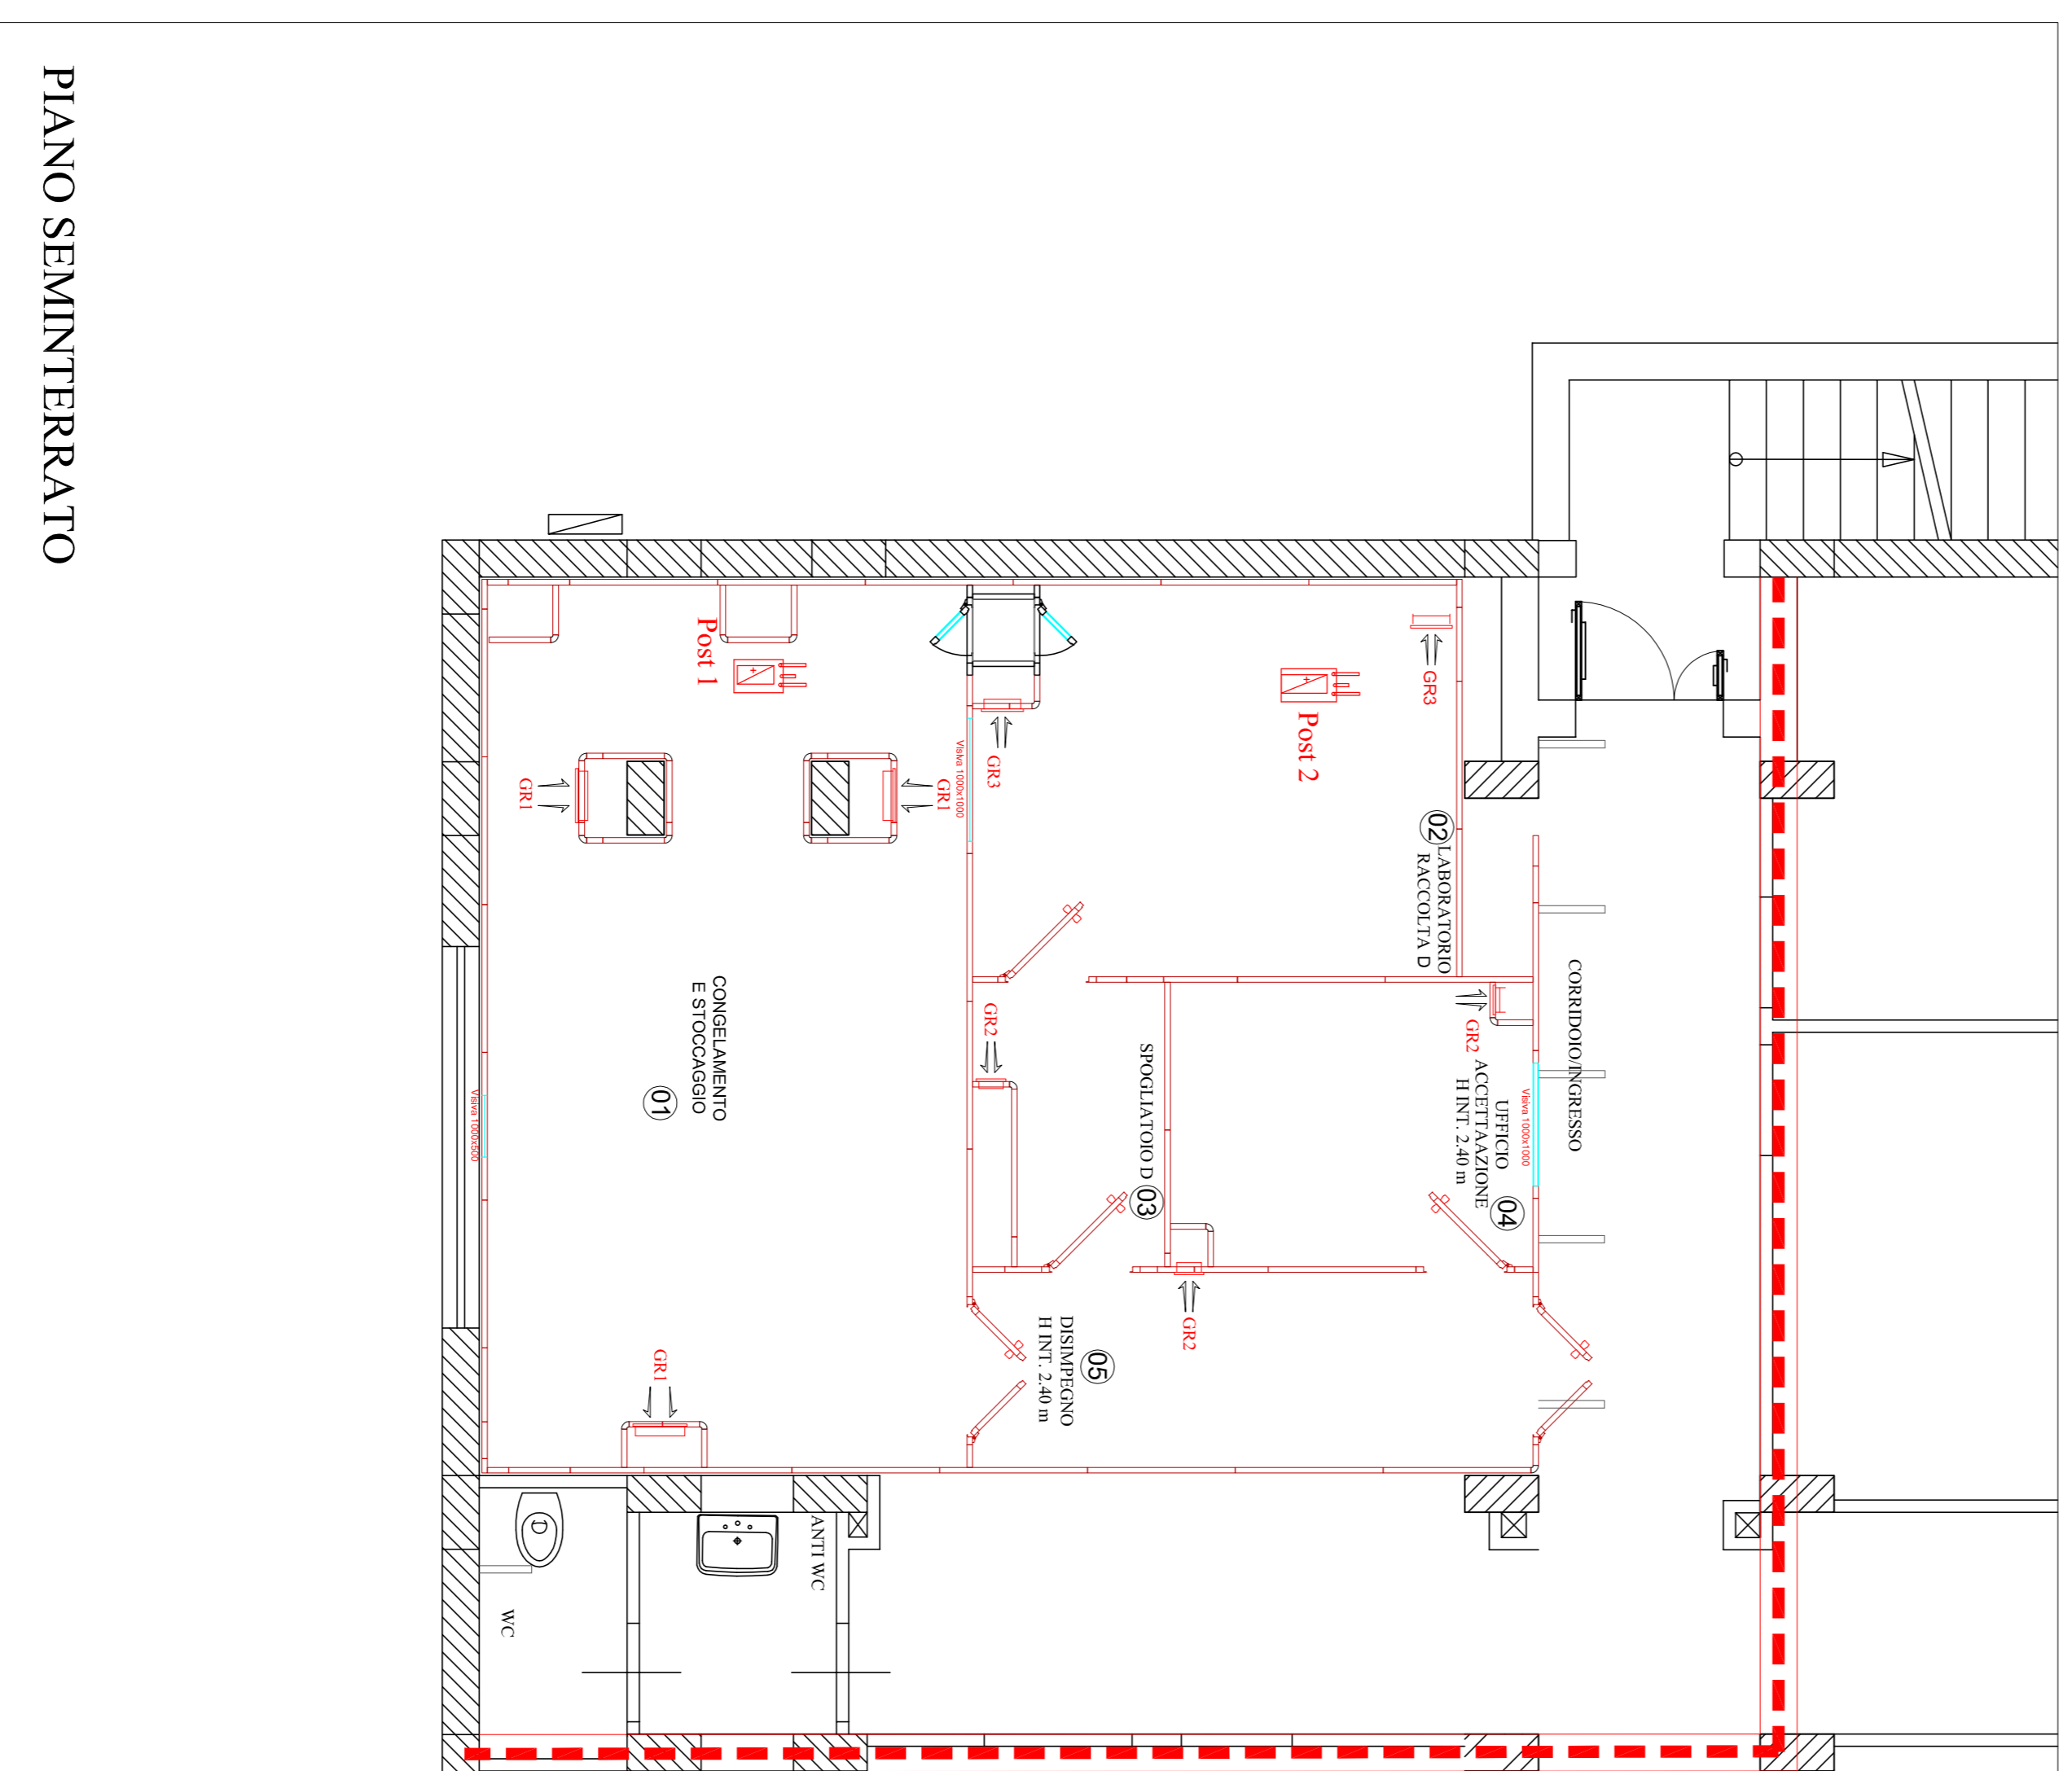 PIANO SEMINTERRATO
CORRIDOIO/INGRESSO
Visiva 1000x1000
UFFICIO
ACCETTAAZIONE
H INT. 2.40 m
04
GR2
GR3
02
LABORATORIO
RACCOLTA D
Post 2
SPOGLIATOIO D
03
GR2
GR2
DISIMPEGNO
H INT. 2.40 m
05
GR3
Visiva 1000x1000
GR1
Post 1
CONGELAMENTO
E STOCCAGGIO
01
GR1
GR1
Visiva 1000x500
ANTI WC
WC
D